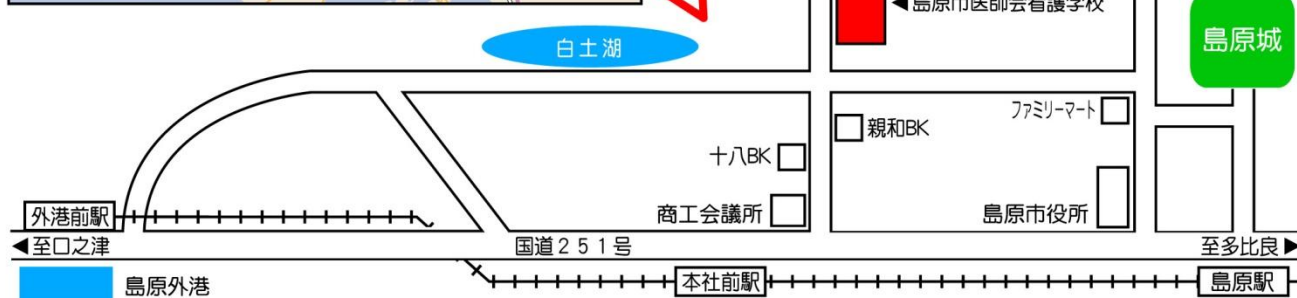 ◀島原市医師会看護学校
白土湖
島原城
ファミリーマート
親和BK
十八BK
外港前駅
商工会議所
島原市役所
◀至口之津
国道251号
至多比良▶
島原外港
本社前駅
島原駅